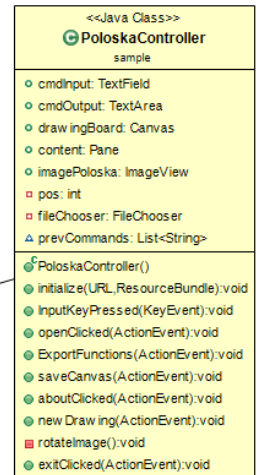 <<Java Class>>
PoloskaController
sample
cmdInput: TextField
cmdOutput: TextArea
drawingBoard: Canvas
content: Pane
imagePoloska: ImageView
pos: int
fileChooser: FileChooser
prevCommands: List<String>
PoloskaController()
initialize(URL,ResourceBundle):void
InputKeyPressed(KeyEvent):void
openClicked(ActionEvent):void
ExportFunctions(ActionEvent):void
saveCanvas(ActionEvent):void
aboutClicked(ActionEvent):void
newDrawing(ActionEvent):void
rotateImage():void
exitClicked(ActionEvent):void